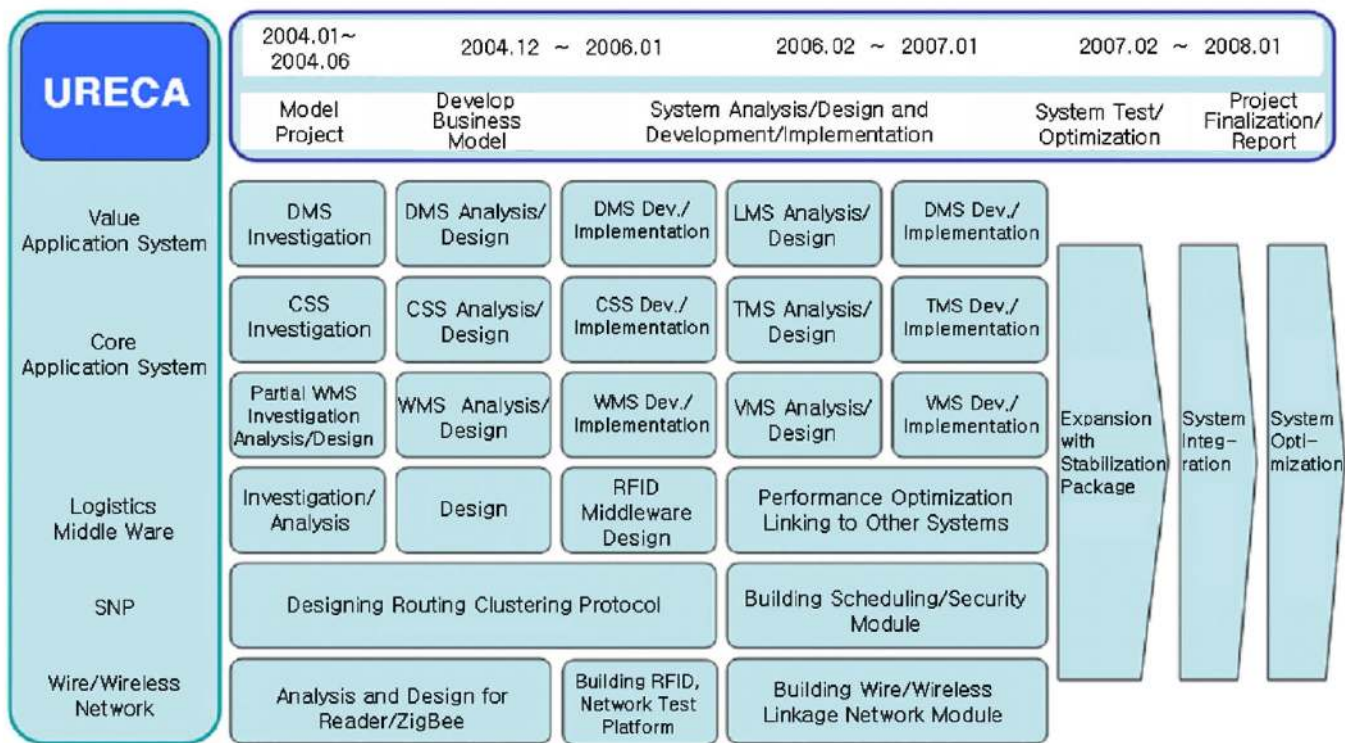 URECA
2004.01~
2004.06
2004.12 ~ 2006.01
2006.02 ~ 2007.01
2007.02 ~ 2008.01
Model
Project
Develop
Business
Model
System Analysis/Design and
Development/Implementation
System Test/
Optimization
Project
Finalization/
Report
Value
Application System
DMS
Investigation
DMS Analysis/
Design
DMS Dev./
Implementation
LMS Analysis/
Design
DMS Dev./
Implementation
Core
Application System
CSS
Investigation
CSS Analysis/
Design
CSS Dev./
Implementation
TMS Analysis/
Design
TMS Dev./
Implementation
Partial WMS
Investigation
Analysis/Design
WMS Analysis/
Design
WMS Dev./
Implementation
VMS Analysis/
Design
VMS Dev./
Implementation
Logistics
Middle Ware
Investigation/
Analysis
Design
RFID
Middleware
Design
Performance Optimization
Linking to Other Systems
SNP
Designing Routing Clustering Protocol
Building Scheduling/Security
Module
Wire/Wireless
Network
Analysis and Design for
Reader/ZigBee
Building RFID,
Network Test
Platform
Building Wire/Wireless
Linkage Network Module
Expansion
with
Stabilization
Package
System
Integ-
ration
System
Opti-
mization